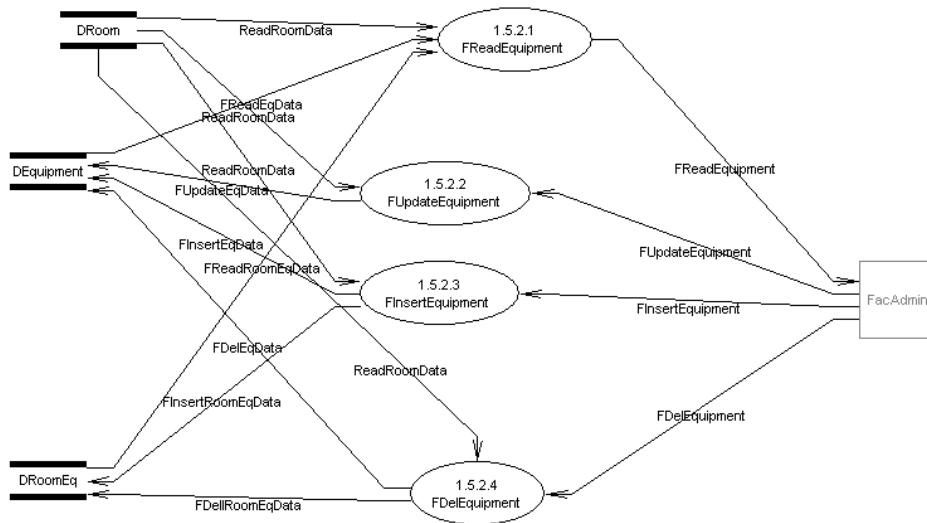 ReadRoomData
DRoom
1.5.2.1
FReadEquipment
FReadEqData
ReadRoomData
DEquipment
ReadRoomData
FUpdateEqData
1.5.2.2
FUpdateEquipment
FReadEquipment
FInsertEqData
FReadRoomEqData
1.5.2.3
FInsertEquipment
FUpdateEquipment
FacAdmin
FInsertEquipment
FDelEqData
ReadRoomData
FInsertRoomEqData
FDelEquipment
DRoomEq
FDellRoomEqData
1.5.2.4
FDelEquipment